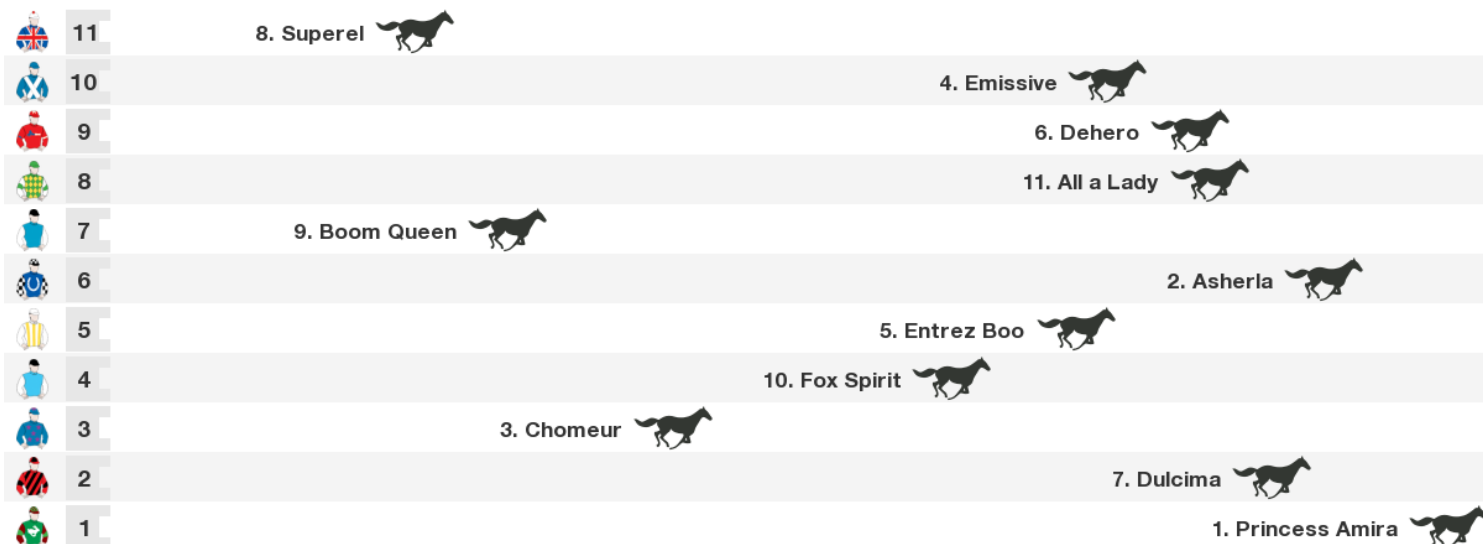 11 8. Superel
10 4. Emissive
9 6. Dehero
8 11. All a Lady
7 9. Boom Queen
6 2. Asherla
5 5. Entrez Boo
4 10. Fox Spirit
3 3. Chomeur
2 7. Dulcima
1 1. Princess Amira